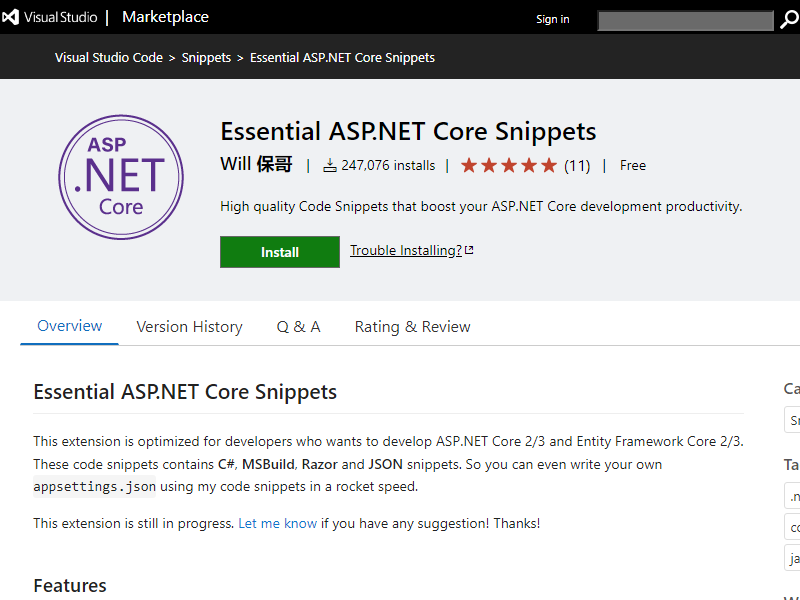 Visual Studio | Marketplace
Sign in
Visual Studio Code > Snippets > Essential ASP.NET Core Snippets
ASP
.NET
Core
Essential ASP.NET Core Snippets
Will 保哥 | 247,076 installs | (11) | Free
High quality Code Snippets that boost your ASP.NET Core development productivity.
Install Trouble Installing?
Overview Version History Q & A Rating & Review
Essential ASP.NET Core Snippets
This extension is optimized for developers who wants to develop ASP.NET Core 2/3 and Entity Framework Core 2/3.
These code snippets contains C#, MSBuild, Razor and JSON snippets. So you can even write your own
appsettings.json using my code snippets in a rocket speed.
This extension is still in progress. Let me know if you have any suggestion! Thanks!
Features